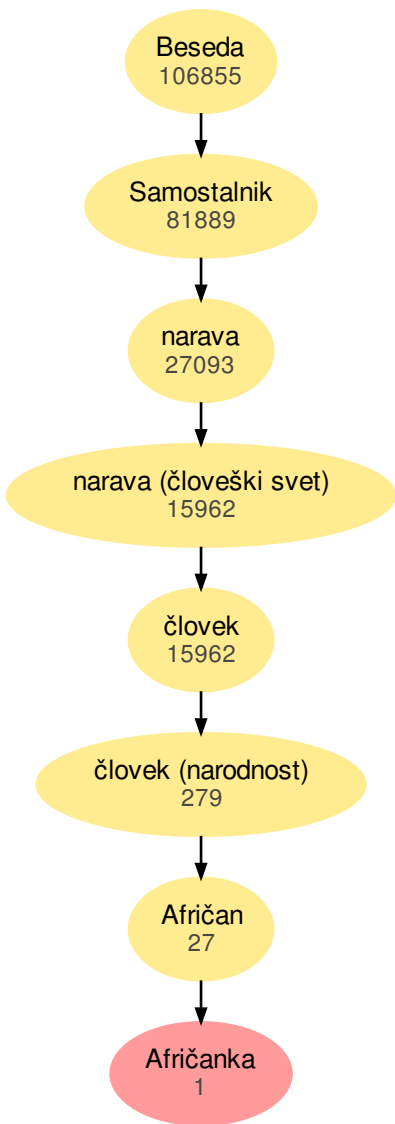 Beseda
106855
Samostalnik
81889
narava
27093
narava (človeški svet)
15962
človek
15962
človek (narodnost)
279
Afričan
27
Afričanka
1